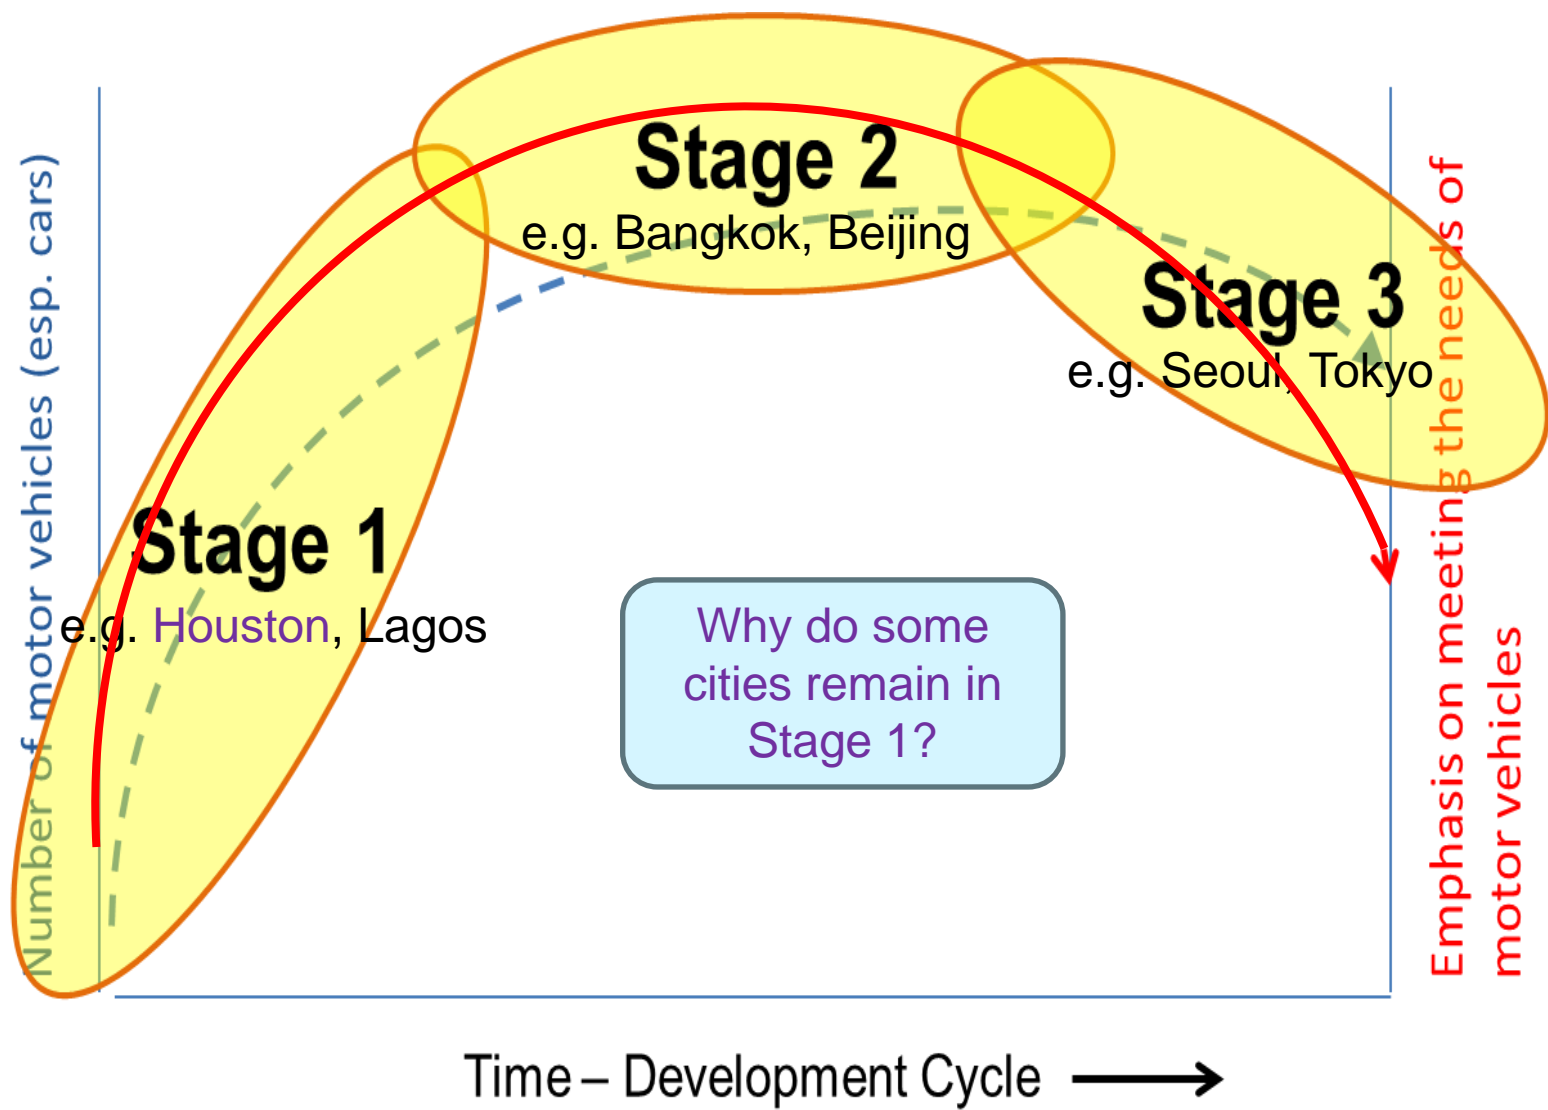 Number of motor vehicles (esp. cars)
Stage 1
e.g. Houston, Lagos
Stage 2
e.g. Bangkok, Beijing
Stage 3
e.g. Seoul, Tokyo
Why do some
cities remain in
Stage 1?
Emphasis on meeting the needs of
motor vehicles
Time – Development Cycle